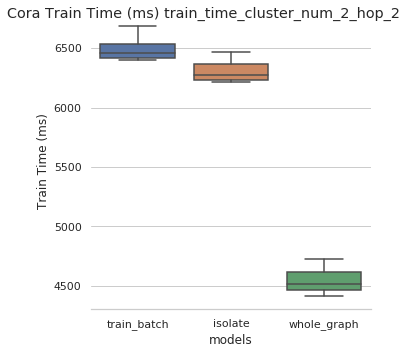 Cora Train Time (ms) train_time_cluster_num_2_hop_2
6500
6000
5500
5000
4500
Train Time (ms)
train_batch
isolate
whole_graph
models